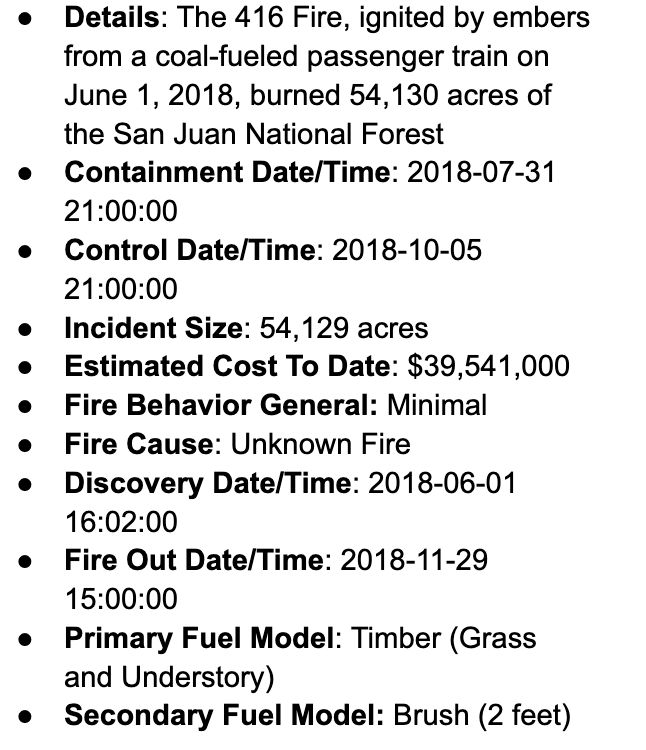 ● Details: The 416 Fire, ignited by embers
from a coal-fueled passenger train on
June 1, 2018, burned 54,130 acres of
the San Juan National Forest
● Containment Date/Time: 2018-07-31
21:00:00
● Control Date/Time: 2018-10-05
21:00:00
● Incident Size: 54,129 acres
● Estimated Cost To Date: $39,541,000
● Fire Behavior General: Minimal
● Fire Cause: Unknown Fire
● Discovery Date/Time: 2018-06-01
16:02:00
● Fire Out Date/Time: 2018-11-29
15:00:00
● Primary Fuel Model: Timber (Grass
and Understory)
● Secondary Fuel Model: Brush (2 feet)